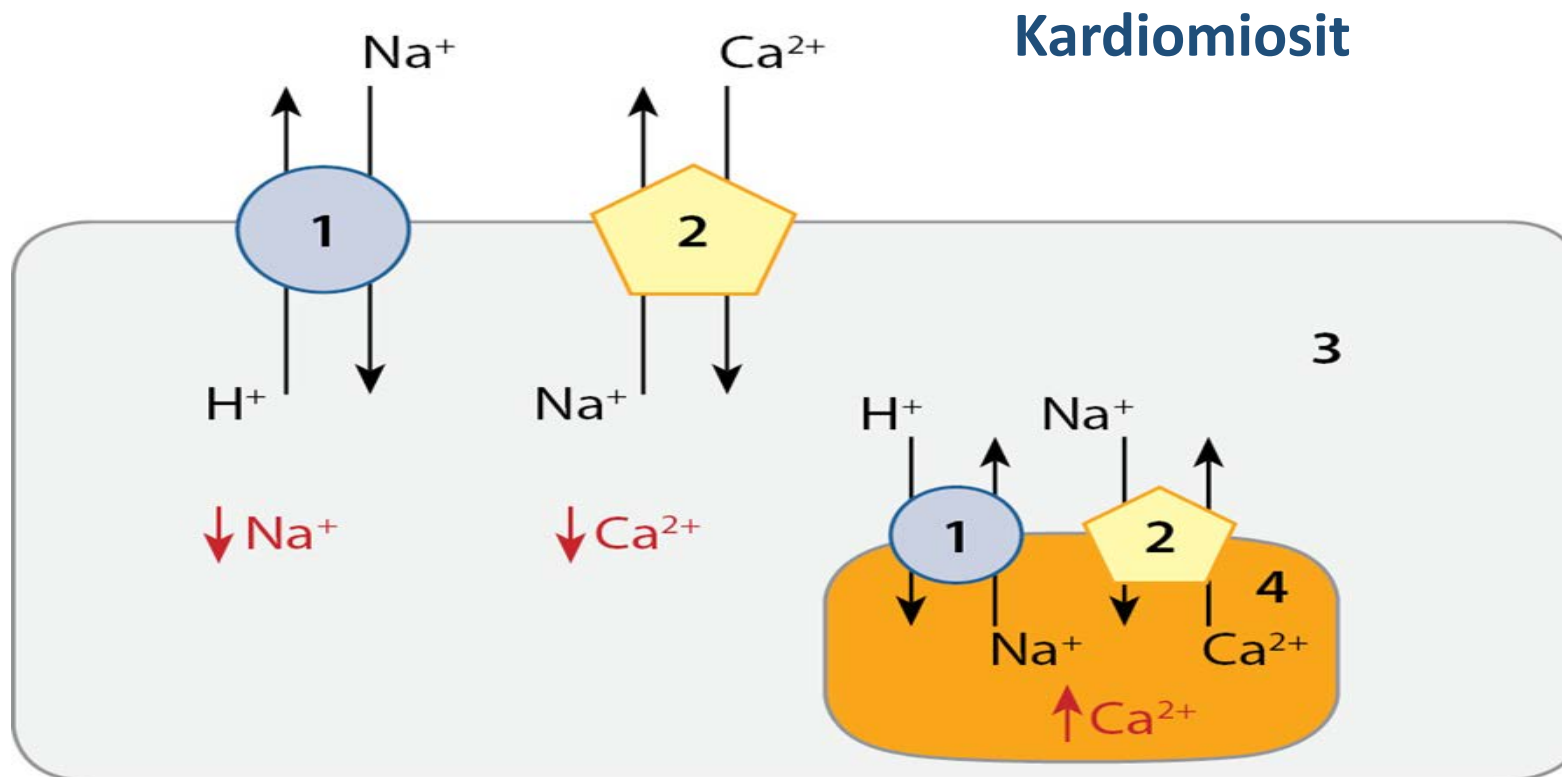 Kardiomiosit
Na⁺
Ca²⁺
1
2
3
H⁺
Na⁺
H⁺
Na⁺
↓ Na⁺
↓ Ca²⁺
1
2
4
Na⁺
Ca²⁺
↑ Ca²⁺